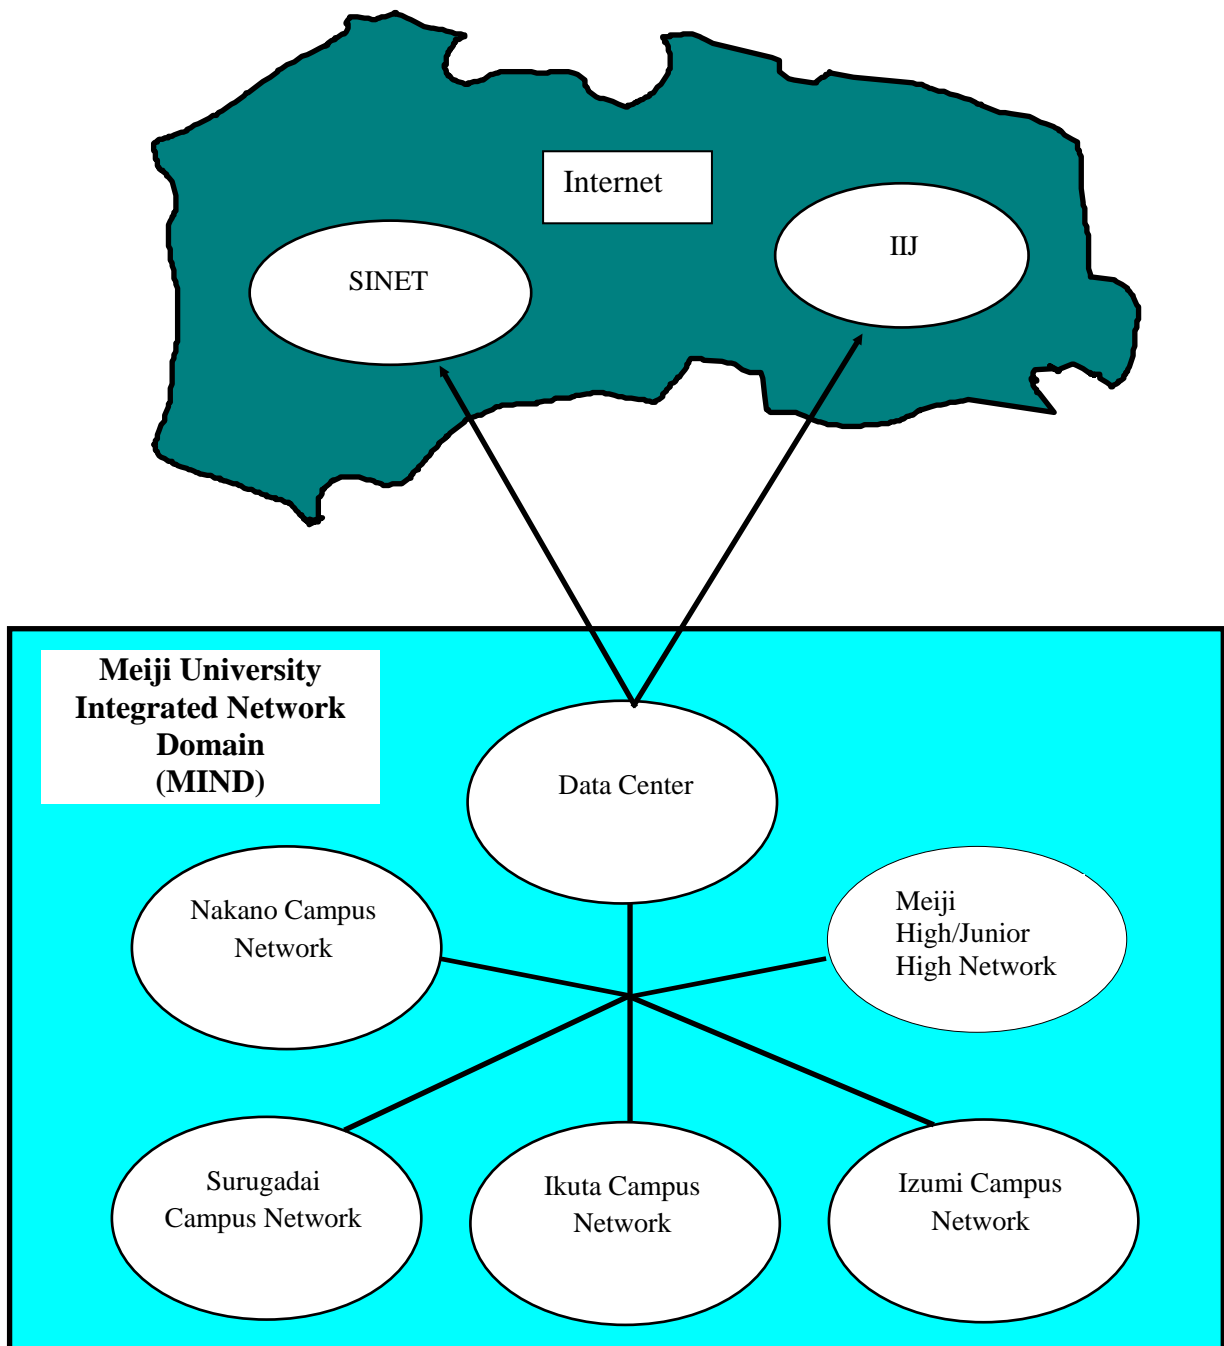 Internet
IIJ
SINET
Meiji University
Integrated Network
Domain
(MIND)
Data Center
Nakano Campus
Network
Meiji
High/Junior
High Network
Surugadai
Campus Network
Ikuta Campus
Network
Izumi Campus
Network